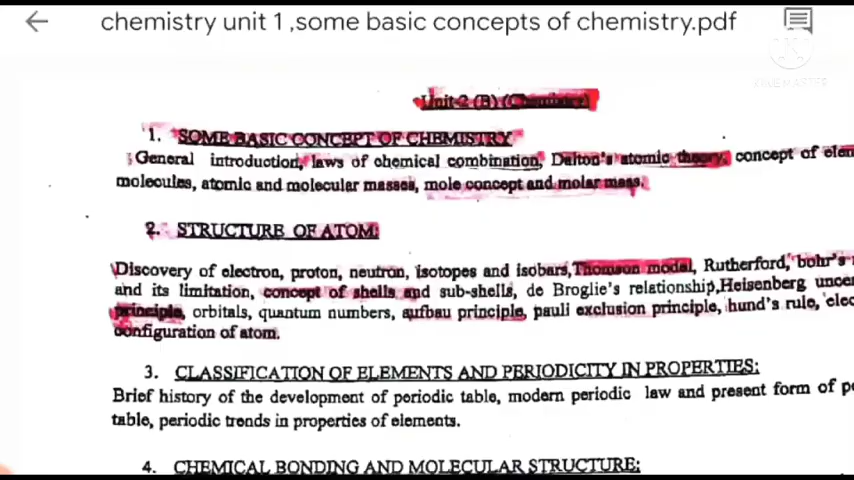 chemistry unit 1 ,some basic concepts of chemistry.pdf
Unit-2 (B) (Chemistry)
1. SOME BASIC CONCEPT OF CHEMISTRY
General introduction, laws of chemical combination, Dalton's atomic theory, concept of elem
molecules, atomic and molecular masses, mole concept and molar mass.
2. STRUCTURE OF ATOM:
Discovery of electron, proton, neutron, isotopes and isobars, Thomson model, Rutherford, bohr's
and its limitation, concept of shells and sub-shells, de Broglie's relationship,Heisenberg uncer
principle, orbitals, quantum numbers, aufbau principle, pauli exclusion principle, hund's rule, elec
configuration of atom.
3. CLASSIFICATION OF ELEMENTS AND PERIODICITY IN PROPERTIES:
Brief history of the development of periodic table, modern periodic law and present form of pe
table, periodic trends in properties of elements.
4. CHEMICAL BONDING AND MOLECULAR STRUCTURE: